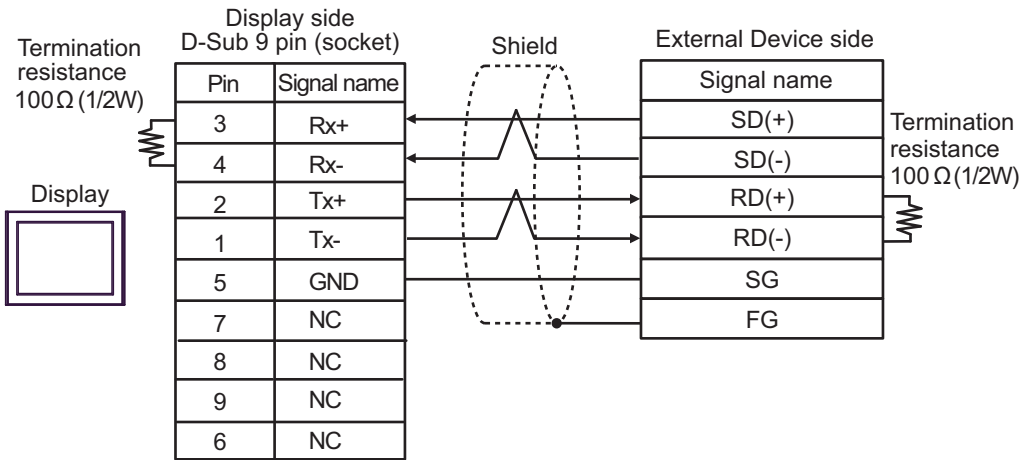 Display side
D-Sub 9 pin (socket)
Termination
resistance
100Ω (1/2W)
Shield
External Device side
Pin Signal name
Signal name
3 Rx+
SD(+)
4 Rx-
SD(-)
Termination
resistance
100Ω (1/2W)
Display
2 Tx+
RD(+)
1 Tx-
RD(-)
5 GND
SG
7 NC
FG
8 NC
9 NC
6 NC